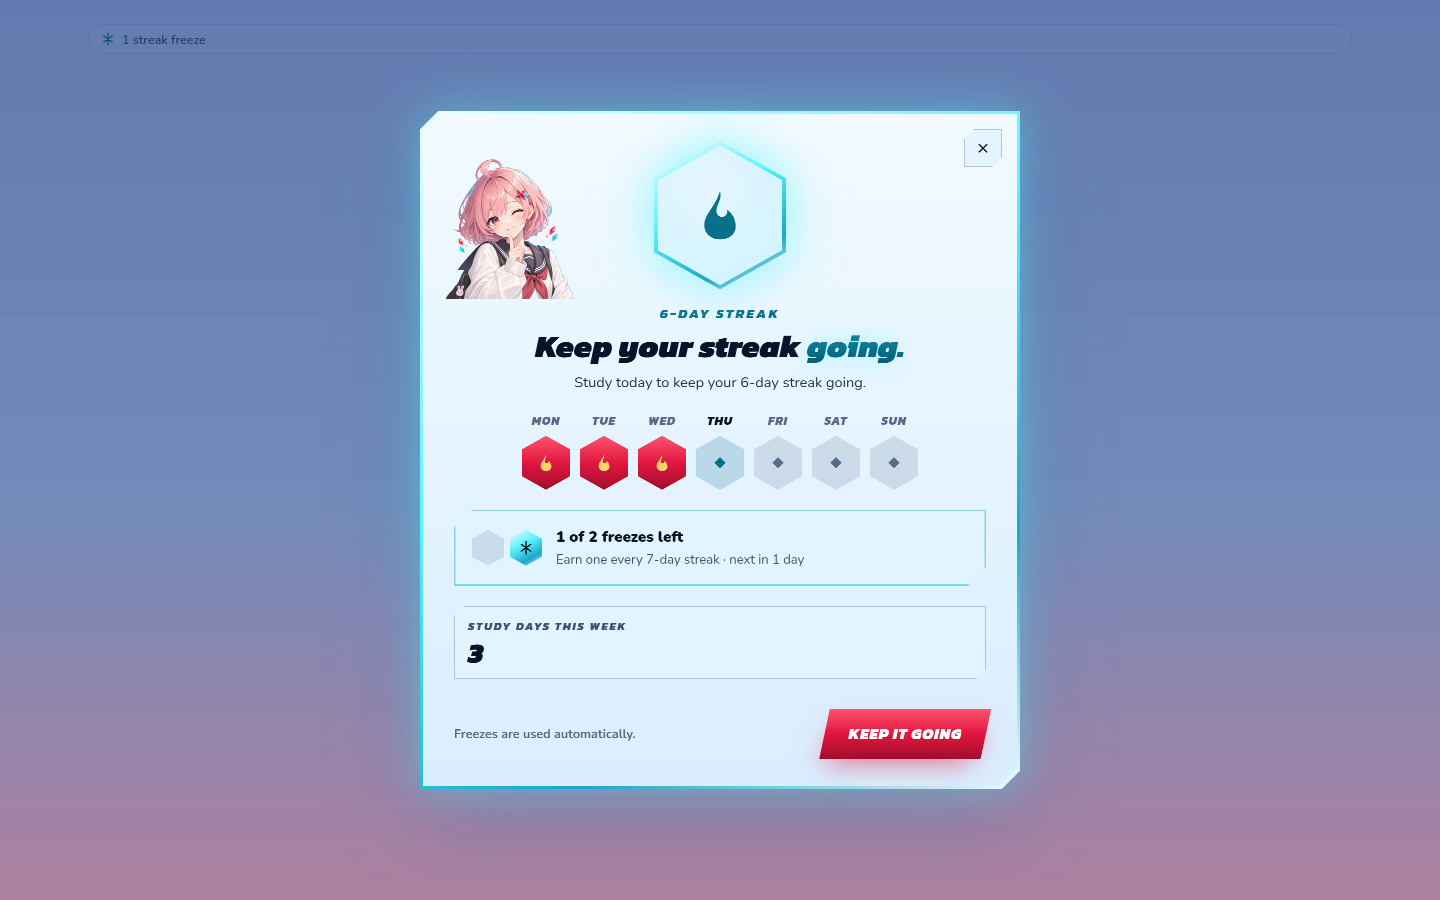 1 streak freeze
×
6-DAY STREAK
Keep your streak going.
Study today to keep your 6-day streak going.
MON TUE WED THU FRI SAT SUN
1 of 2 freezes left
Earn one every 7-day streak · next in 1 day
STUDY DAYS THIS WEEK
3
Freezes are used automatically.
KEEP IT GOING